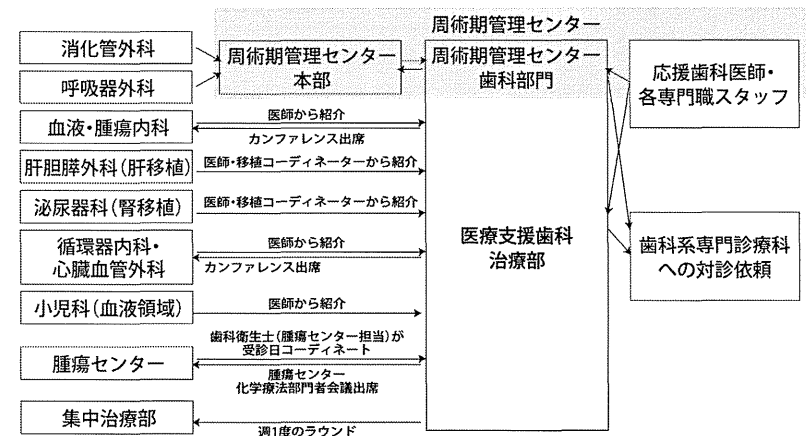 周術期管理センター
消化管外科
呼吸器外科
周術期管理センター
本部
周術期管理センター
歯科部門
応援歯科医師・
各専門職スタッフ
血液・腫瘍内科
医師から紹介
カンファレンス出席
肝胆膵外科(肝移植)
医師・移植コーディネーターから紹介
泌尿器科(腎移植)
医師・移植コーディネーターから紹介
循環器内科・
心臓血管外科
医師から紹介
カンファレンス出席
医療支援歯科
治療部
歯科系専門診療科
への対診依頼
小児科(血液領域)
医師から紹介
腫瘍センター
歯科衛生士(腫瘍センター担当)が
受診日コーディネート
腫瘍センター
化学療法部門者会議出席
集中治療部
週1度のラウンド